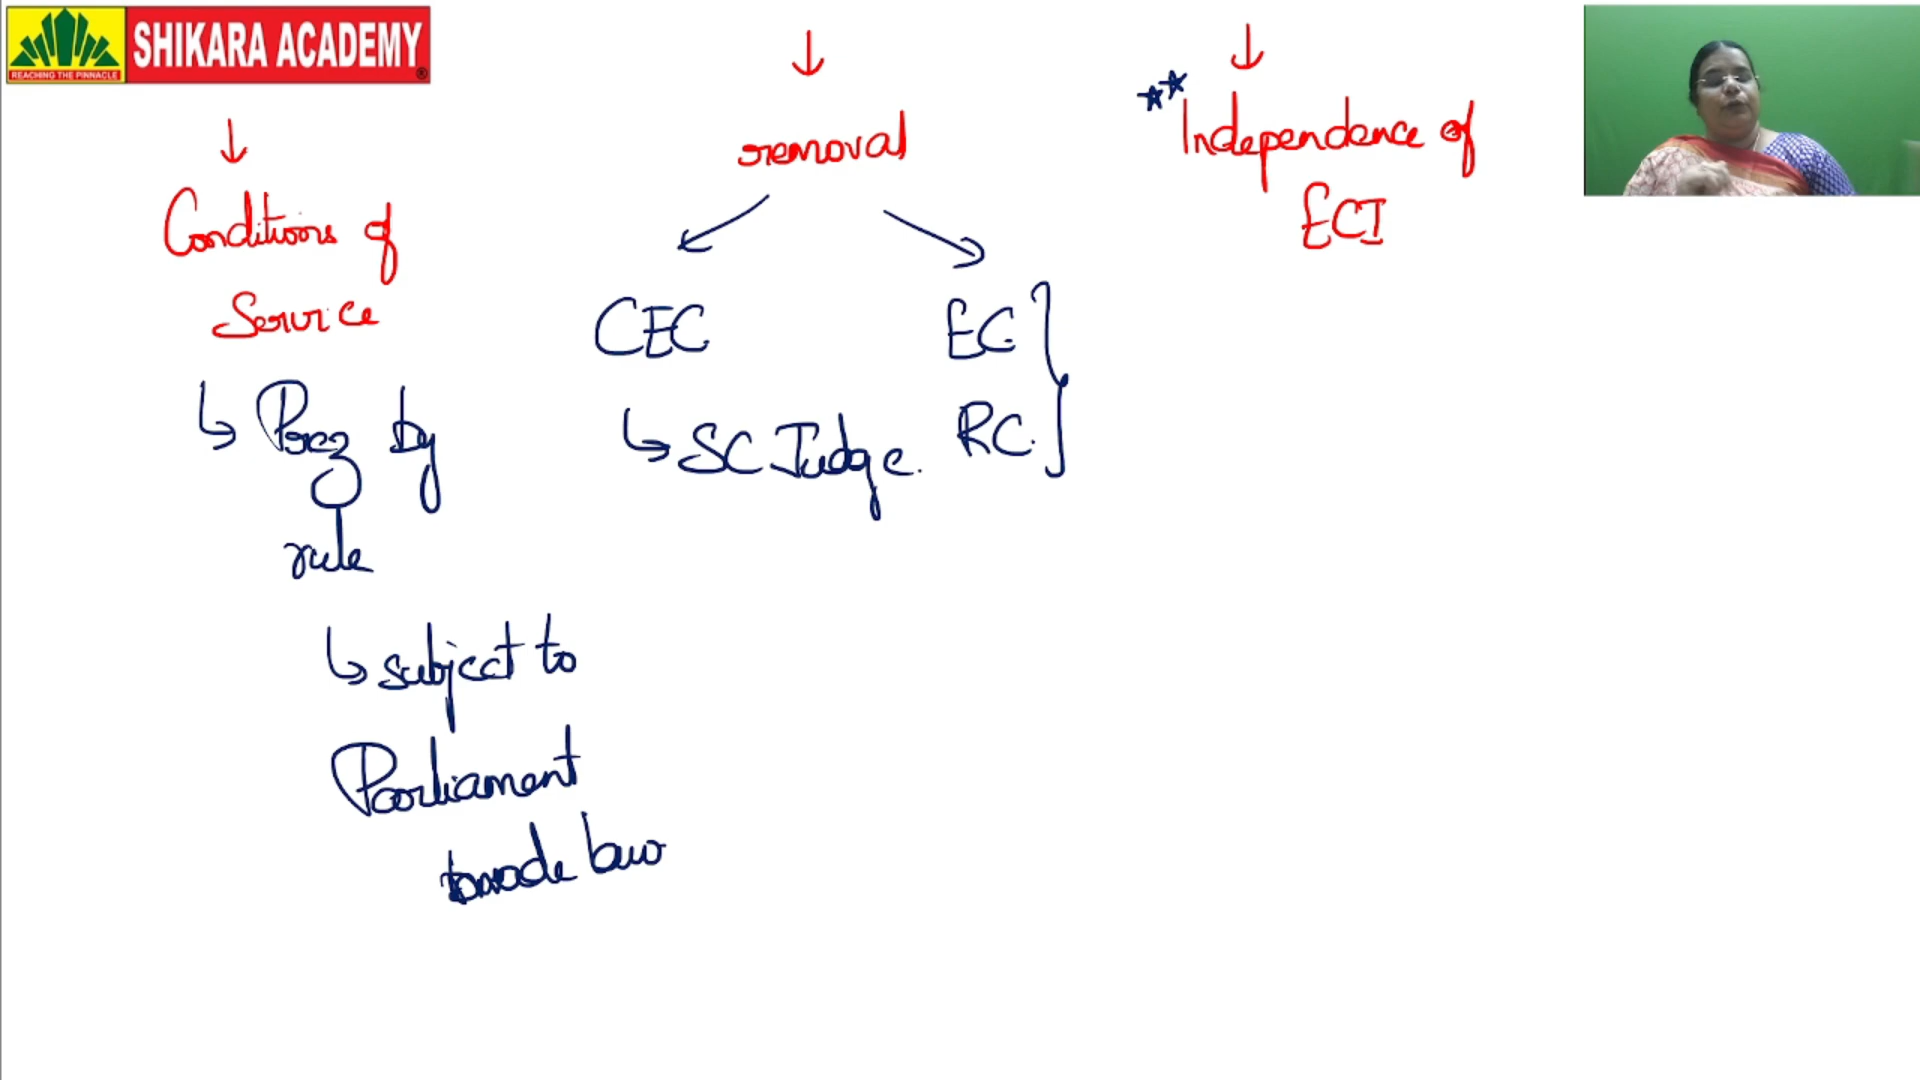 SHIKARA ACADEMY
REACHING THE PINNACLE
Conditions of
Service
Prez by
rule
subject to
Parliament
made law
removal
CEC
SC Judge.
EC
RC.
Independence of
ECI